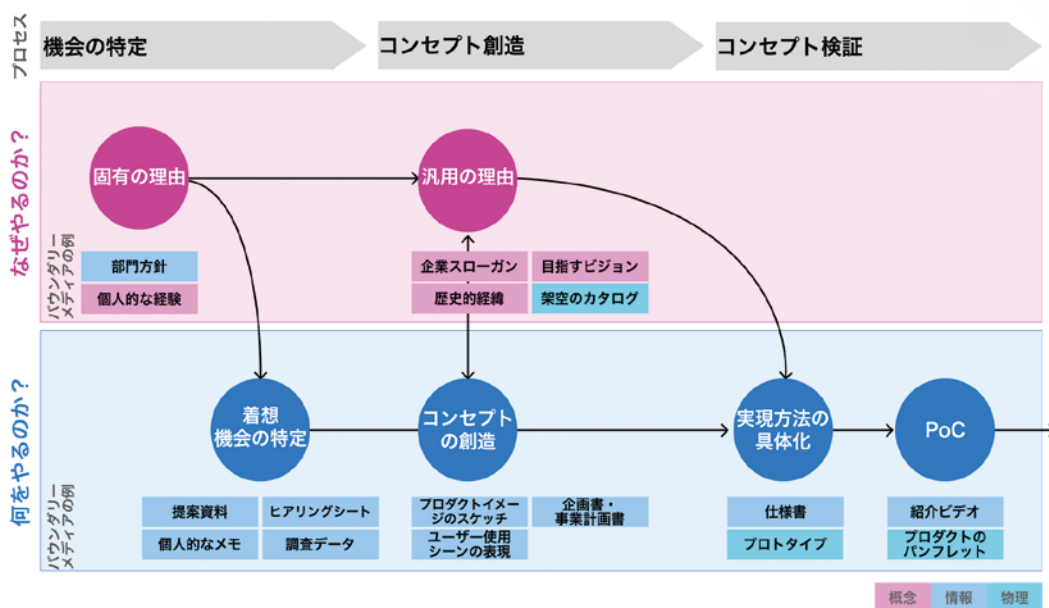 プロセス
機会の特定
コンセプト創造
コンセプト検証
なぜやるのか？
固有の理由
汎用の理由
バウンダリー
メディアの例
部門方針
個人的な経験
企業スローガン
目指すビジョン
歴史的経緯
架空のカタログ
何をやるのか？
着想
機会の特定
コンセプト
の創造
実現方法の
具体化
PoC
バウンダリー
メディアの例
提案資料
ヒアリングシート
個人的なメモ
調査データ
プロダクトイメー
ジのスケッチ
企画書・
事業計画書
ユーザー使用
シーンの表現
仕様書
プロトタイプ
紹介ビデオ
プロダクトの
パンフレット
概念
情報
物理